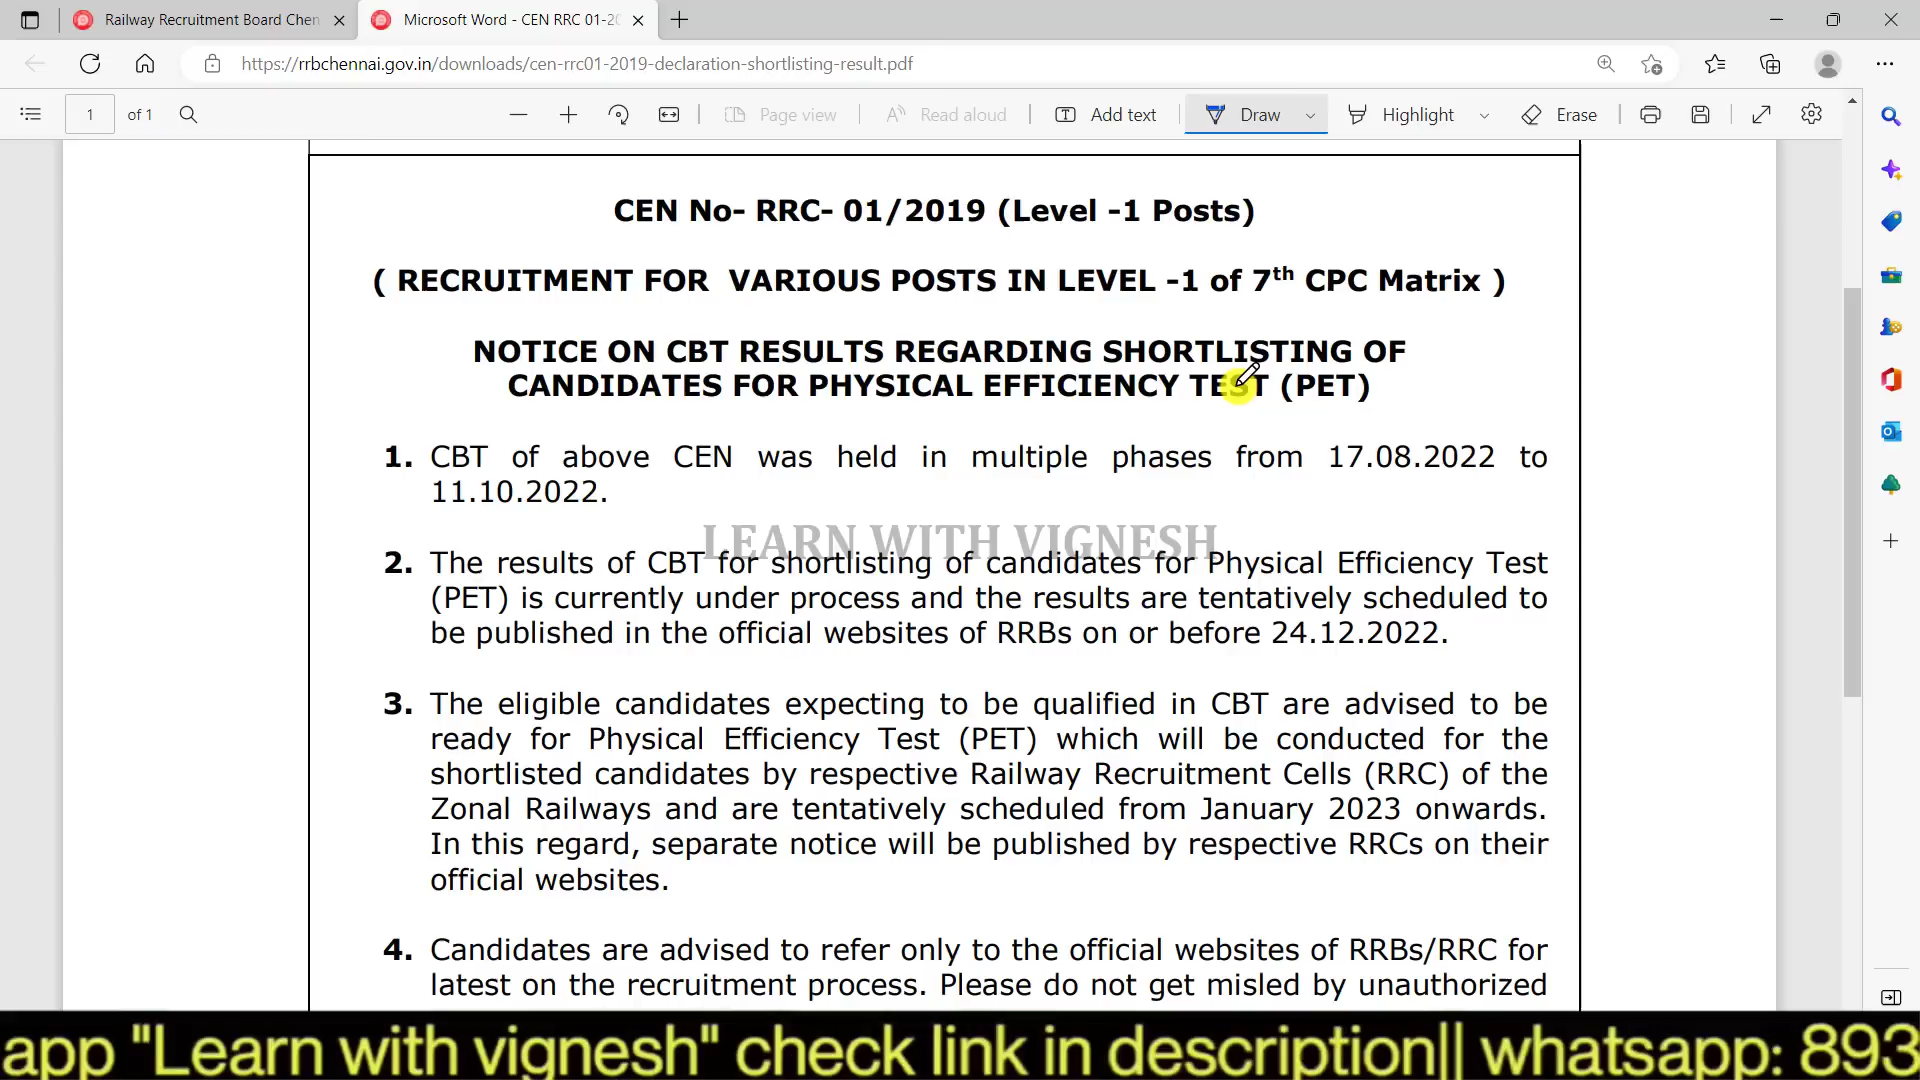 Railway Recruitment Board Chen
Microsoft Word - CEN RRC 01-20
https://rrbchennai.gov.in/downloads/cen-rrc01-2019-declaration-shortlisting-result.pdf
1 of 1 Page view Read aloud Add text Draw Highlight Erase
CEN No- RRC- 01/2019 (Level -1 Posts)
( RECRUITMENT FOR VARIOUS POSTS IN LEVEL -1 of 7th CPC Matrix )
NOTICE ON CBT RESULTS REGARDING SHORTLISTING OF
CANDIDATES FOR PHYSICAL EFFICIENCY TEST (PET)
1. CBT of above CEN was held in multiple phases from 17.08.2022 to
11.10.2022.
LEARN WITH VIGNESH
2. The results of CBT for shortlisting of candidates for Physical Efficiency Test
(PET) is currently under process and the results are tentatively scheduled to
be published in the official websites of RRBs on or before 24.12.2022.
3. The eligible candidates expecting to be qualified in CBT are advised to be
ready for Physical Efficiency Test (PET) which will be conducted for the
shortlisted candidates by respective Railway Recruitment Cells (RRC) of the
Zonal Railways and are tentatively scheduled from January 2023 onwards.
In this regard, separate notice will be published by respective RRCs on their
official websites.
4. Candidates are advised to refer only to the official websites of RRBs/RRC for
latest on the recruitment process. Please do not get misled by unauthorized
app "Learn with vignesh" check link in description|| whatsapp: 893